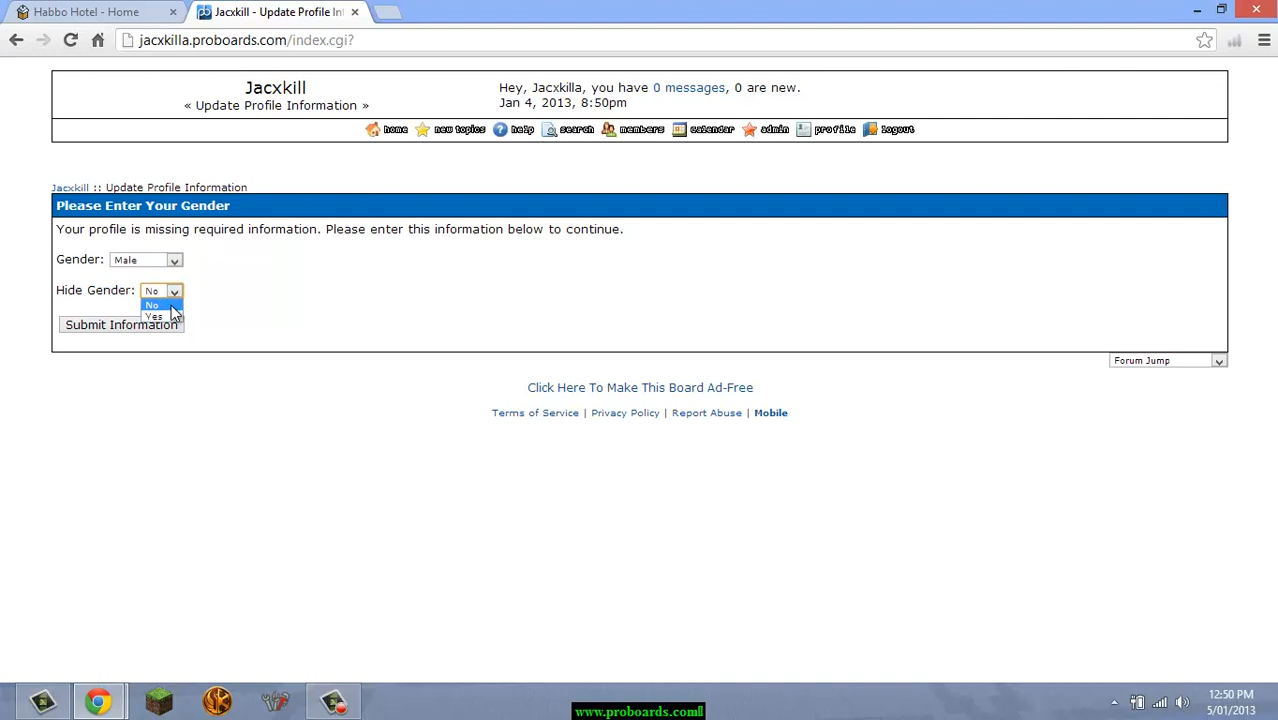 Habbo Hotel - Home
Jacxkill - Update Profile In
jacxkilla.proboards.com/index.cgi?
Jacxkill
« Update Profile Information »
Hey, Jacxkilla, you have 0 messages, 0 are new.
Jan 4, 2013, 8:50pm
home new topics help search members calendar admin profile logout
Jacxkill :: Update Profile Information
Please Enter Your Gender
Your profile is missing required information. Please enter this information below to continue.
Gender: Male
Hide Gender: No
No
Yes
Submit Information
Forum Jump
Click Here To Make This Board Ad-Free
Terms of Service | Privacy Policy | Report Abuse | Mobile
12:50 PM
5/01/2013
www.proboards.com